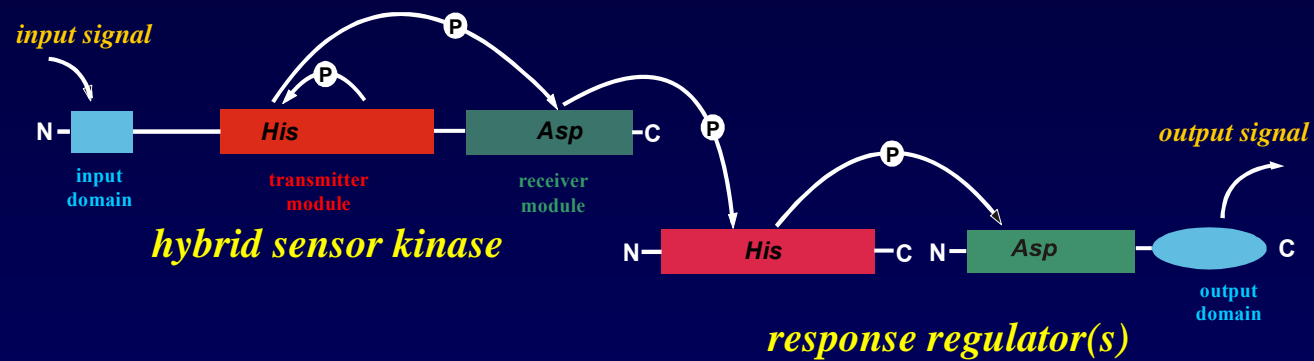 input signal
P
P
N
His
Asp
C
input
domain
transmitter
module
receiver
module
hybrid sensor kinase
P
P
output signal
N
His
C
N
Asp
C
output
domain
response regulator(s)